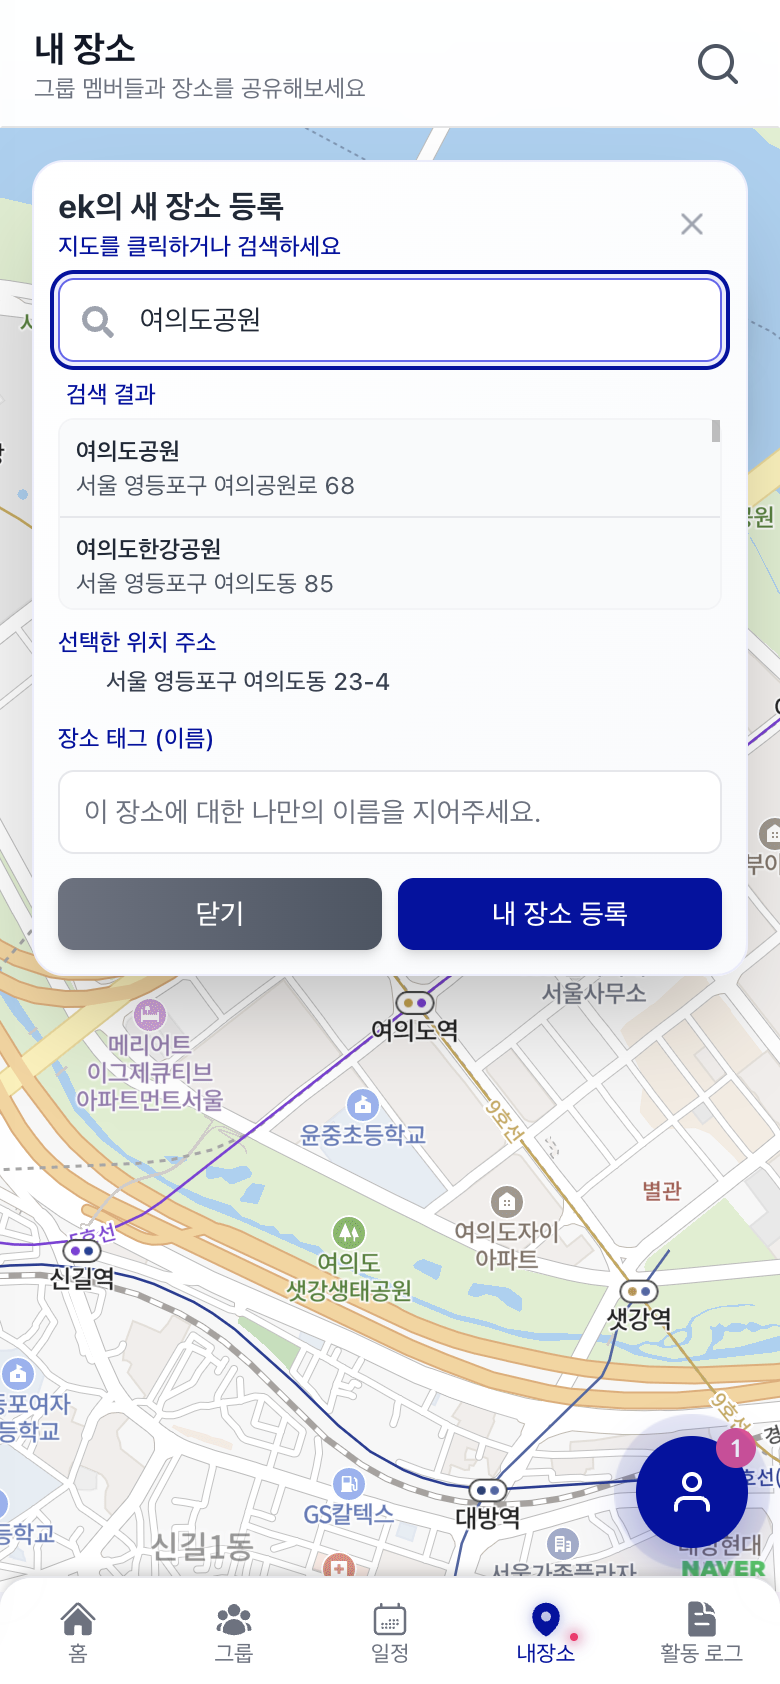 내 장소
그룹 멤버들과 장소를 공유해보세요
ek의 새 장소 등록
지도를 클릭하거나 검색하세요
여의도공원
검색 결과
여의도공원
서울 영등포구 여의공원로 68
여의도한강공원
서울 영등포구 여의도동 85
선택한 위치 주소
서울 영등포구 여의도동 23-4
장소 태그 (이름)
이 장소에 대한 나만의 이름을 지어주세요.
닫기
내 장소 등록
서울사무소
여의도역
메리어트
이그제큐티브
아파트먼트서울
윤중초등학교
9호선
별관
여의도자이
아파트
여의도
샛강생태공원
5호선
신길역
샛강역
9호선
1
GS칼텍스
대방역
신길1동
서울가족플라자
대방현대
NAVER
홈
그룹
일정
내장소
활동 로그